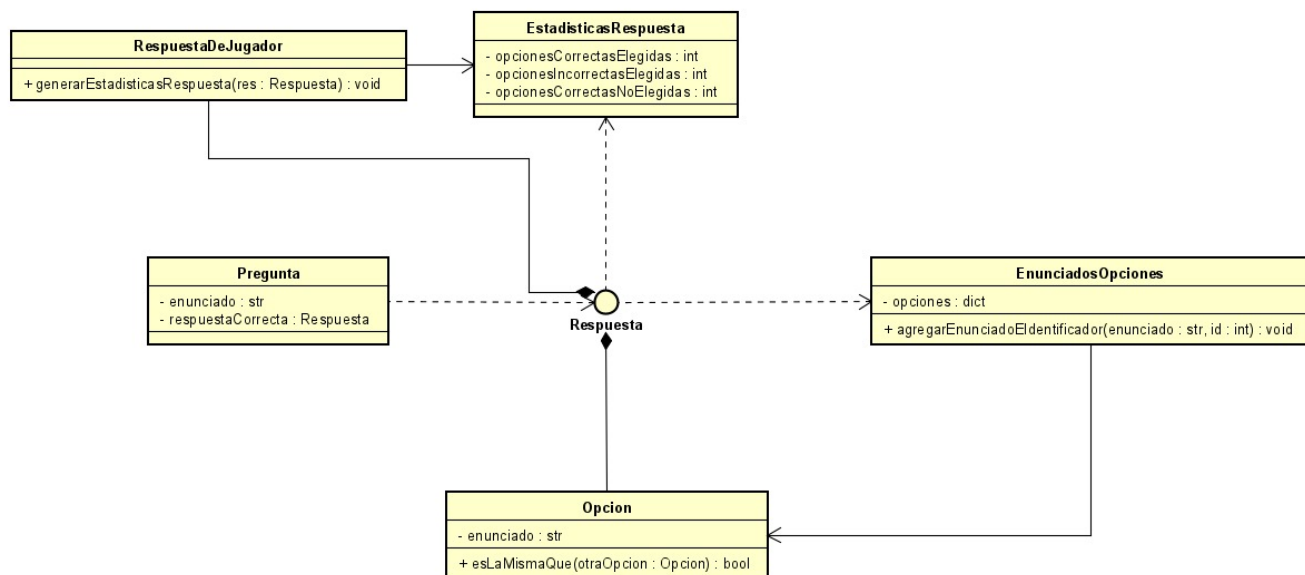 EstadisticasRespuesta
- opcionesCorrectasElegidas : int
- opcionesIncorrectasElegidas : int
- opcionesCorrectasNoElegidas : int
RespuestaDeJugador
+ generarEstadisticasRespuesta(res : Respuesta) : void
Pregunta
- enunciado : str
- respuestaCorrecta : Respuesta
Respuesta
EnunciadosOpciones
- opciones : dict
+ agregarEnunciadoEIdentificador(enunciado : str, id : int) : void
Opcion
- enunciado : str
+ esLaMismaQue(otraOpcion : Opcion) : bool